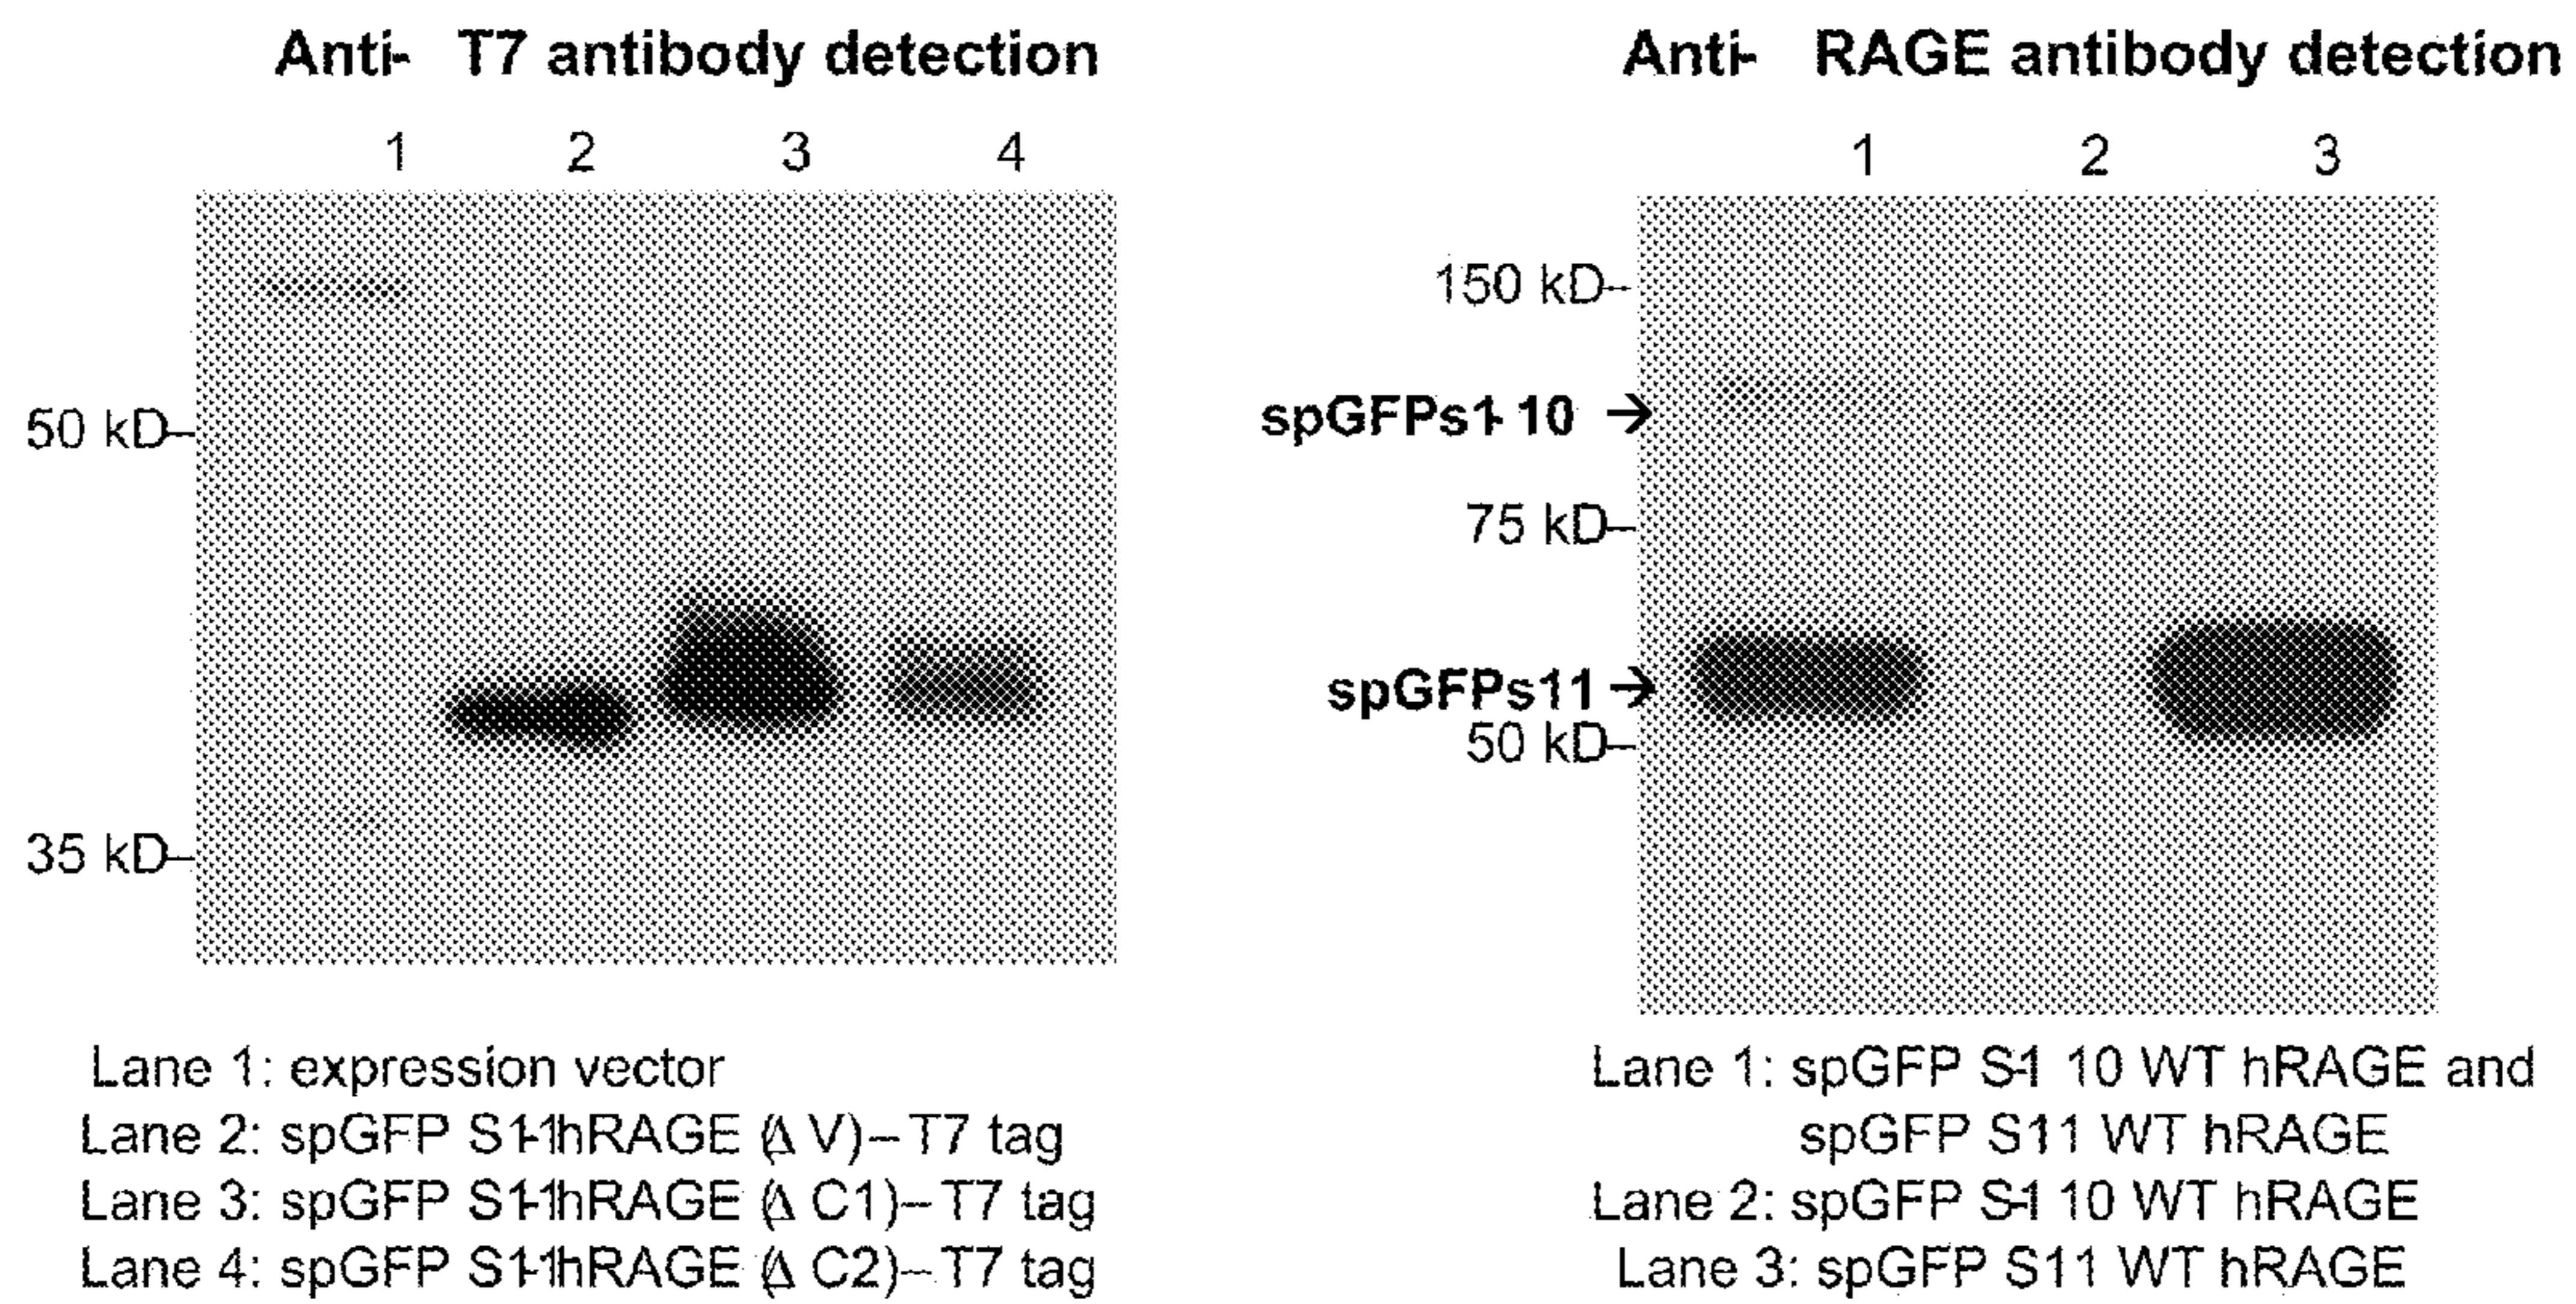 Anti- T7 antibody detection
1 2 3 4
50 kD
35 kD
Lane 1: expression vector
Lane 2: spGFP S1-1hRAGE (Δ V)–T7 tag
Lane 3: spGFP S1-1hRAGE (Δ C1)–T7 tag
Lane 4: spGFP S1-1hRAGE (Δ C2)–T7 tag
Anti- RAGE antibody detection
1 2 3
150 kD
spGFPs1-10 →
75 kD
spGFPs11 →
50 kD
Lane 1: spGFP S-1 10 WT hRAGE and
spGFP S11 WT hRAGE
Lane 2: spGFP S-1 10 WT hRAGE
Lane 3: spGFP S11 WT hRAGE